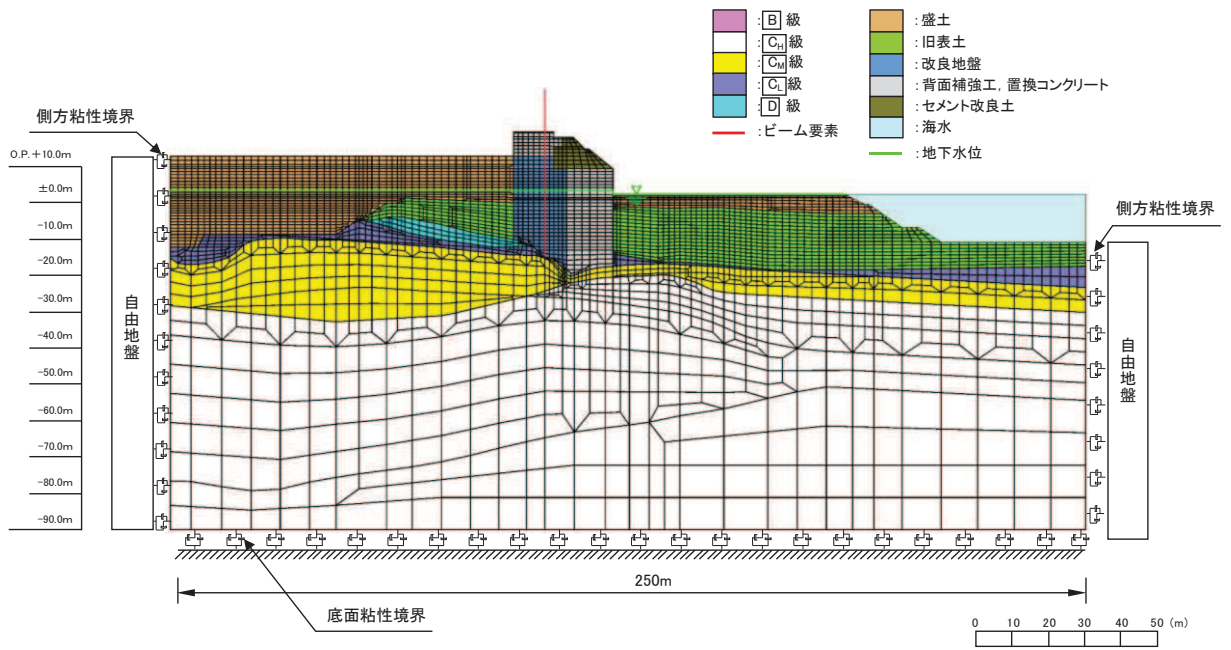 :B 級
:CH級
:CM級
:CL級
:D 級
:ビーム要素
:盛土
:旧表土
:改良地盤
:背面補強工, 置換コンクリート
:セメント改良土
:海水
:地下水位
側方粘性境界
O.P.+10.0m
±0.0m
-10.0m
-20.0m
-30.0m
-40.0m
-50.0m
-60.0m
-70.0m
-80.0m
-90.0m
自由地盤
側方粘性境界
自由地盤
250m
底面粘性境界
0 10 20 30 40 50 (m)